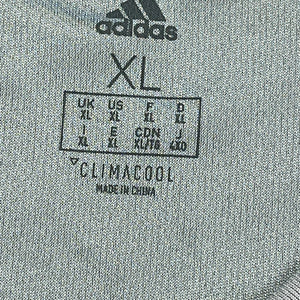 adidas
XL
UK US F D
XL XL XL XL
I E CDN J
XL XL XL/TG 4XO
CLIMACOOL
MADE IN CHINA